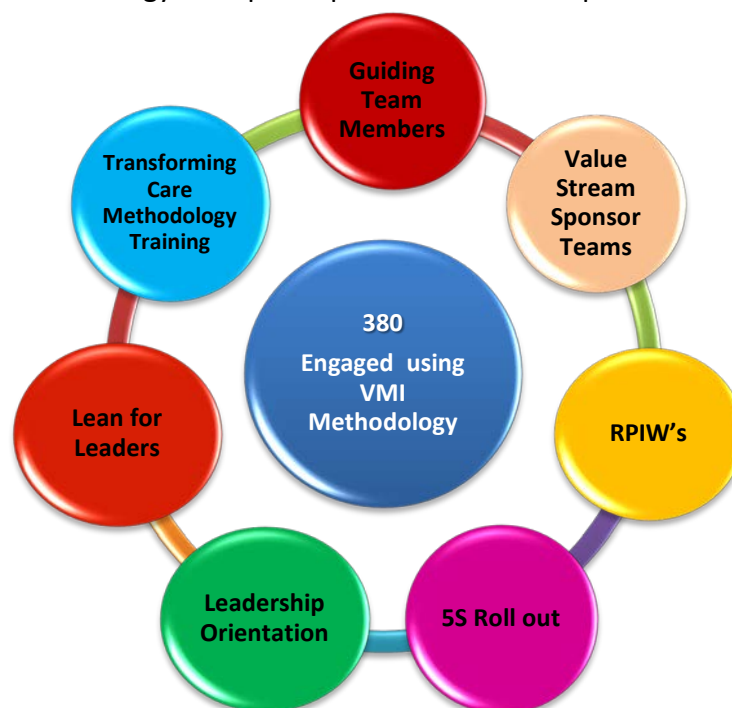 Guiding
Team
Members
Value
Stream
Sponsor
Teams
RPIW’s
5S Roll out
Leadership
Orientation
Lean for
Leaders
Transforming
Care
Methodology
Training
380
Engaged using
VMI
Methodology